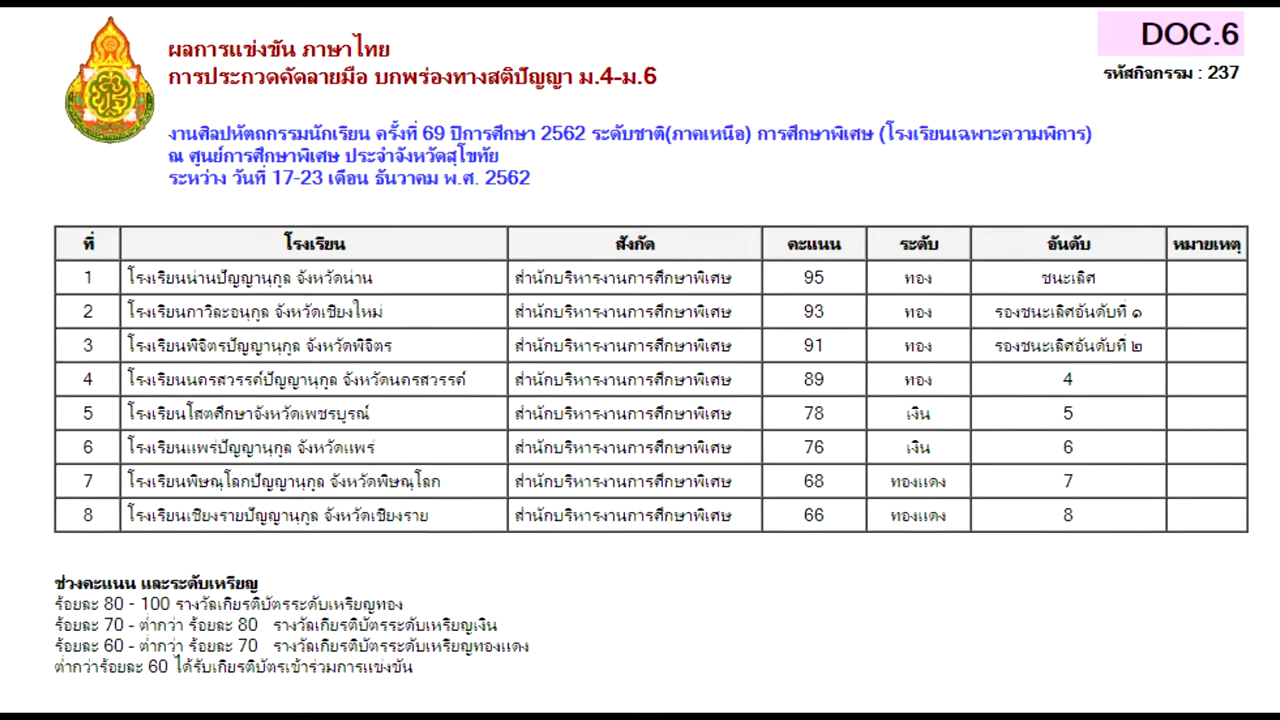 DOC.6
รหัสกิจกรรม : 237
ผลการแข่งขัน ภาษาไทย
การประกวดคัดลายมือ บกพร่องทางสติปัญญา ม.4-ม.6
งานศิลปหัตถกรรมนักเรียน ครั้งที่ 69 ปีการศึกษา 2562 ระดับชาติ(ภาคเหนือ) การศึกษาพิเศษ (โรงเรียนเฉพาะความพิการ)
ณ ศูนย์การศึกษาพิเศษ ประจำจังหวัดสุโขทัย
ระหว่าง วันที่ 17-23 เดือน ธันวาคม พ.ศ. 2562
ที่ โรงเรียน สังกัด คะแนน ระดับ อันดับ หมายเหตุ
1 โรงเรียนน่านปัญญานุกูล จังหวัดน่าน สำนักบริหารงานการศึกษาพิเศษ 95 ทอง ชนะเลิศ
2 โรงเรียนกาวิละอนุกูล จังหวัดเชียงใหม่ สำนักบริหารงานการศึกษาพิเศษ 93 ทอง รองชนะเลิศอันดับที่ ๑
3 โรงเรียนพิจิตรปัญญานุกูล จังหวัดพิจิตร สำนักบริหารงานการศึกษาพิเศษ 91 ทอง รองชนะเลิศอันดับที่ ๒
4 โรงเรียนนครสวรรค์ปัญญานุกูล จังหวัดนครสวรรค์ สำนักบริหารงานการศึกษาพิเศษ 89 ทอง 4
5 โรงเรียนโสตศึกษาจังหวัดเพชรบูรณ์ สำนักบริหารงานการศึกษาพิเศษ 78 เงิน 5
6 โรงเรียนแพร่ปัญญานุกูล จังหวัดแพร่ สำนักบริหารงานการศึกษาพิเศษ 76 เงิน 6
7 โรงเรียนพิษณุโลกปัญญานุกูล จังหวัดพิษณุโลก สำนักบริหารงานการศึกษาพิเศษ 68 ทองแดง 7
8 โรงเรียนเชียงรายปัญญานุกูล จังหวัดเชียงราย สำนักบริหารงานการศึกษาพิเศษ 66 ทองแดง 8
ช่วงคะแนน และระดับเหรียญ
ร้อยละ 80 - 100 รางวัลเกียรติบัตรระดับเหรียญทอง
ร้อยละ 70 - ต่ำกว่า ร้อยละ 80 รางวัลเกียรติบัตรระดับเหรียญเงิน
ร้อยละ 60 - ต่ำกว่า ร้อยละ 70 รางวัลเกียรติบัตรระดับเหรียญทองแดง
ต่ำกว่าร้อยละ 60 ได้รับเกียรติบัตรเข้าร่วมการแข่งขัน